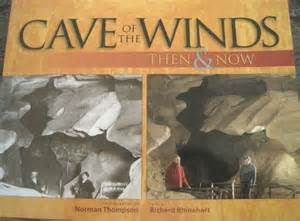 CAVE OF THE WINDS
THEN & NOW
Norman Thompson
Richard Rhinehart